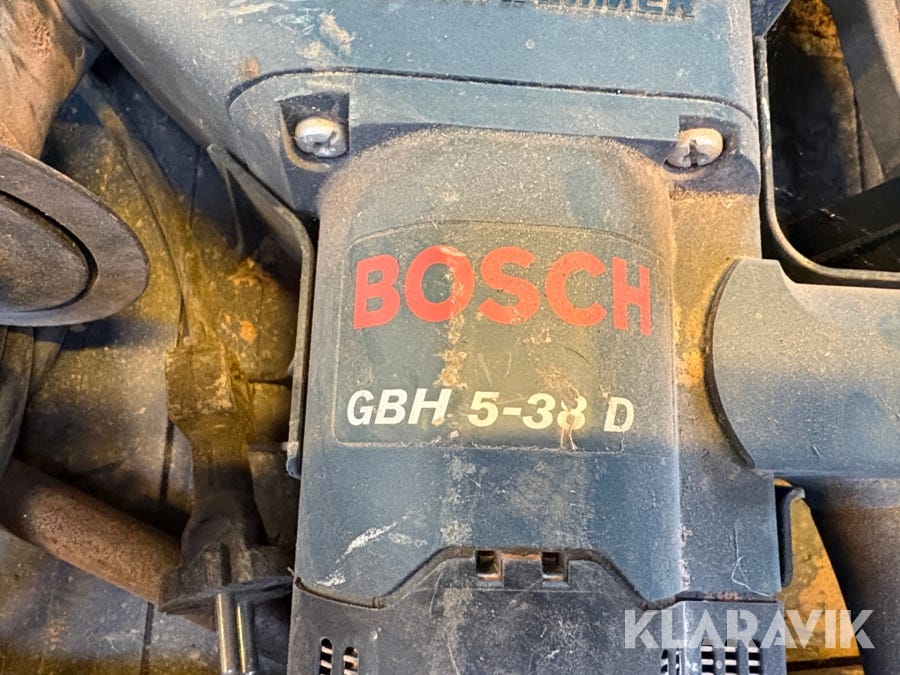 BOSCH
GBH 5-38 D
KLARAVIK